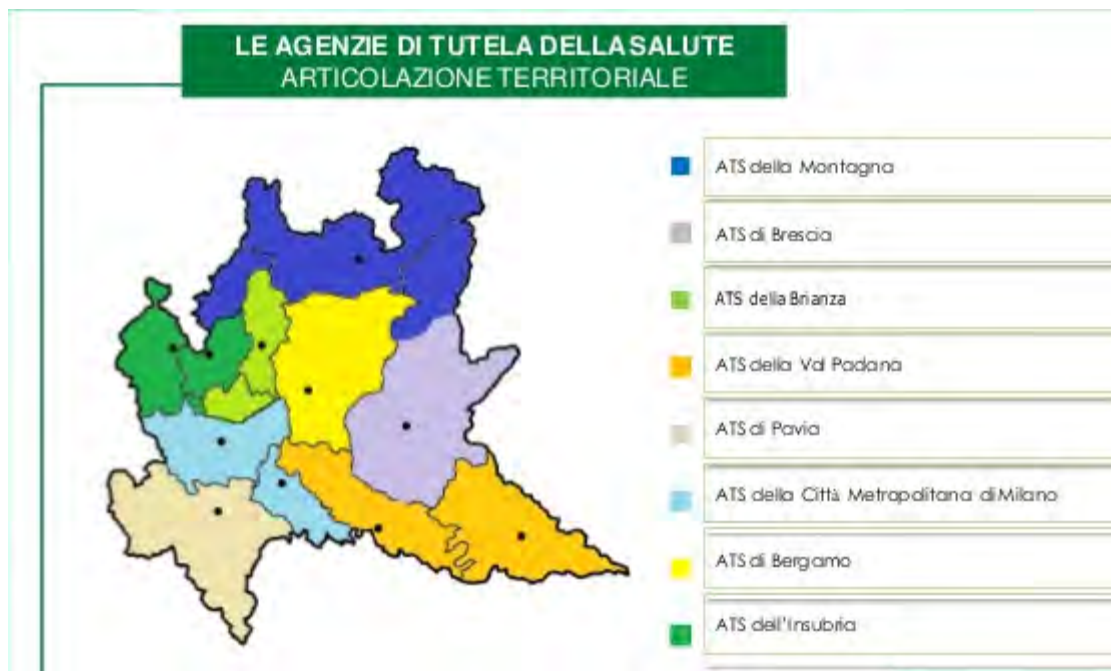 LE AGENZIE DI TUTELA DELLA SALUTE
ARTICOLAZIONE TERRITORIALE
ATS della Montagna
ATS di Brescia
ATS della Brianza
ATS della Val Padana
ATS di Pavia
ATS della Città Metropolitana di Milano
ATS di Bergamo
ATS dell'Insubria